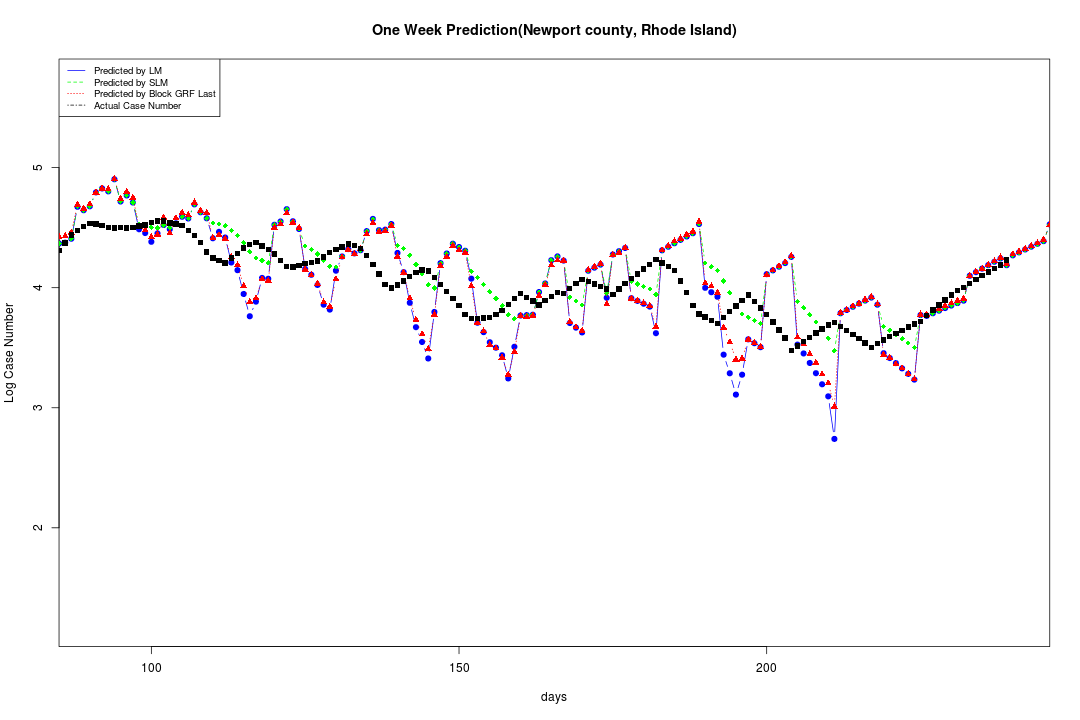 One Week Prediction(Newport county, Rhode Island)
Predicted by LM
Predicted by SLM
Predicted by Block GRF Last
Actual Case Number
Log Case Number
5
4
3
2
100
150
200
days